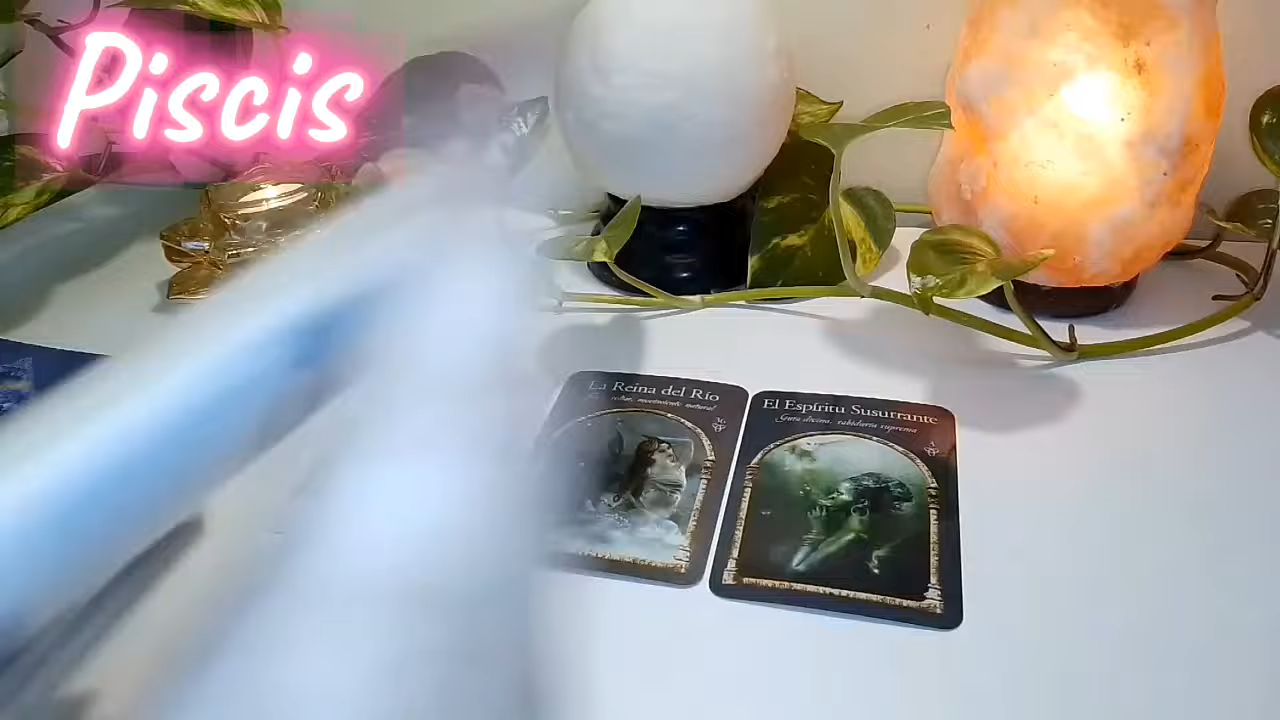 Piscis
La Reina del Río
movimiento natural
El Espíritu Susurrante
Guía divina, sabiduría suprema